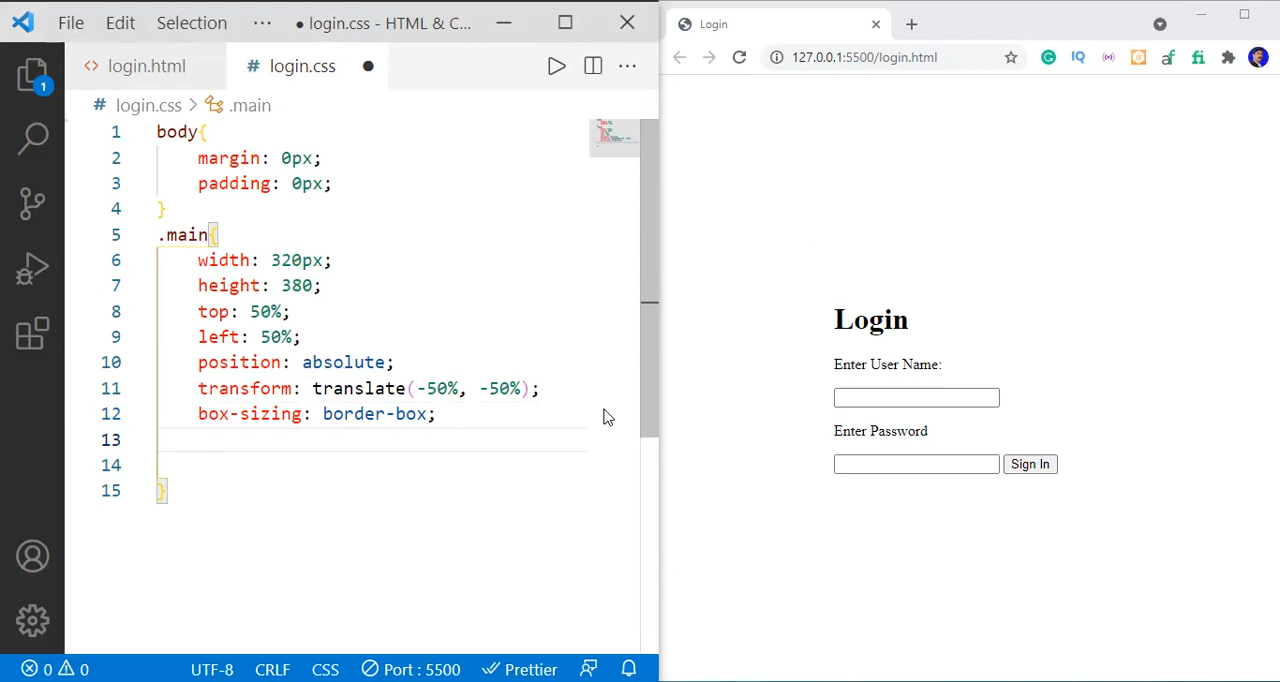 File Edit Selection ··· ● login.css - HTML & C...
<> login.html # login.css ●
# login.css > .main
1 body{
2 margin: 0px;
3 padding: 0px;
4 }
5 .main{
6 width: 320px;
7 height: 380;
8 top: 50%;
9 left: 50%;
10 position: absolute;
11 transform: translate(-50%, -50%);
12 box-sizing: border-box;
13
14
15 }
1
0 0 UTF-8 CRLF CSS Port : 5500 Prettier
Login
127.0.0.1:5500/login.html
IQ
af
fi
Login
Enter User Name:
Enter Password
Sign In